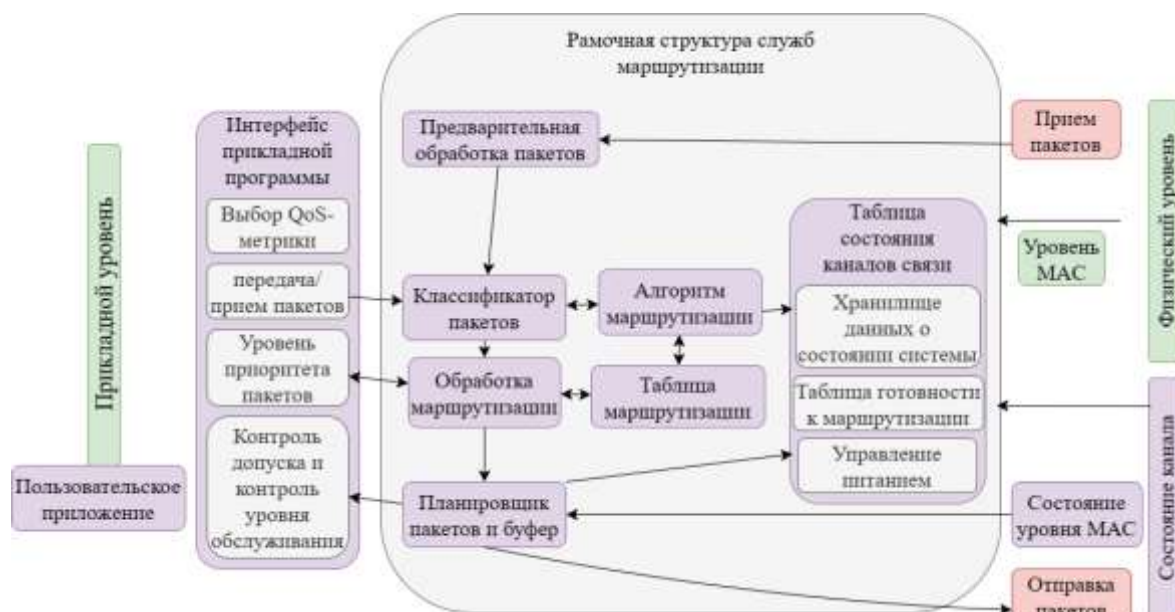 Рамочная структура служб
маршрутизации
Прикладной уровень
Пользовательское
приложение
Интерфейс
прикладной
программы
Выбор QoS-
метрики
передача/
прием пакетов
Уровень
приоритета
пакетов
Контроль
допуска и
контроль
уровня
обслуживания
Предварительная
обработка пакетов
Классификатор
пакетов
Обработка
маршрутизации
Планировщик
пакетов и буфер
Алгоритм
маршрутизации
Таблица
маршрутизации
Таблица
состояния
каналов связи
Хранилище
данных о
состоянии системы
Таблица готовности
к маршрутизации
Управление
питанием
Прием
пакетов
Уровень
MAC
Состояние
уровня MAC
Отправка
пакетов
Физический уровень
Состояние канала